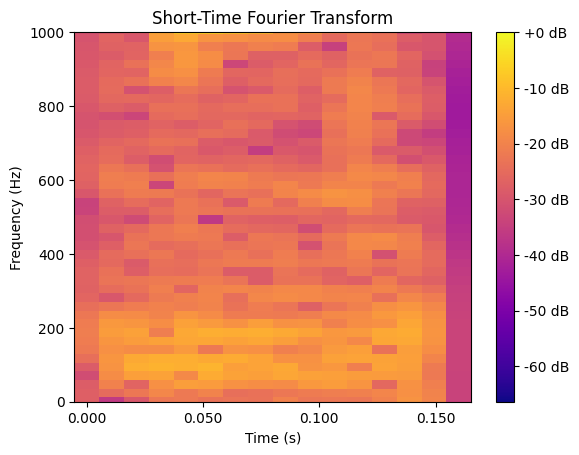 Short-Time Fourier Transform
1000
800
600
400
200
0
Frequency (Hz)
0.000
0.050
0.100
0.150
Time (s)
+0 dB
-10 dB
-20 dB
-30 dB
-40 dB
-50 dB
-60 dB